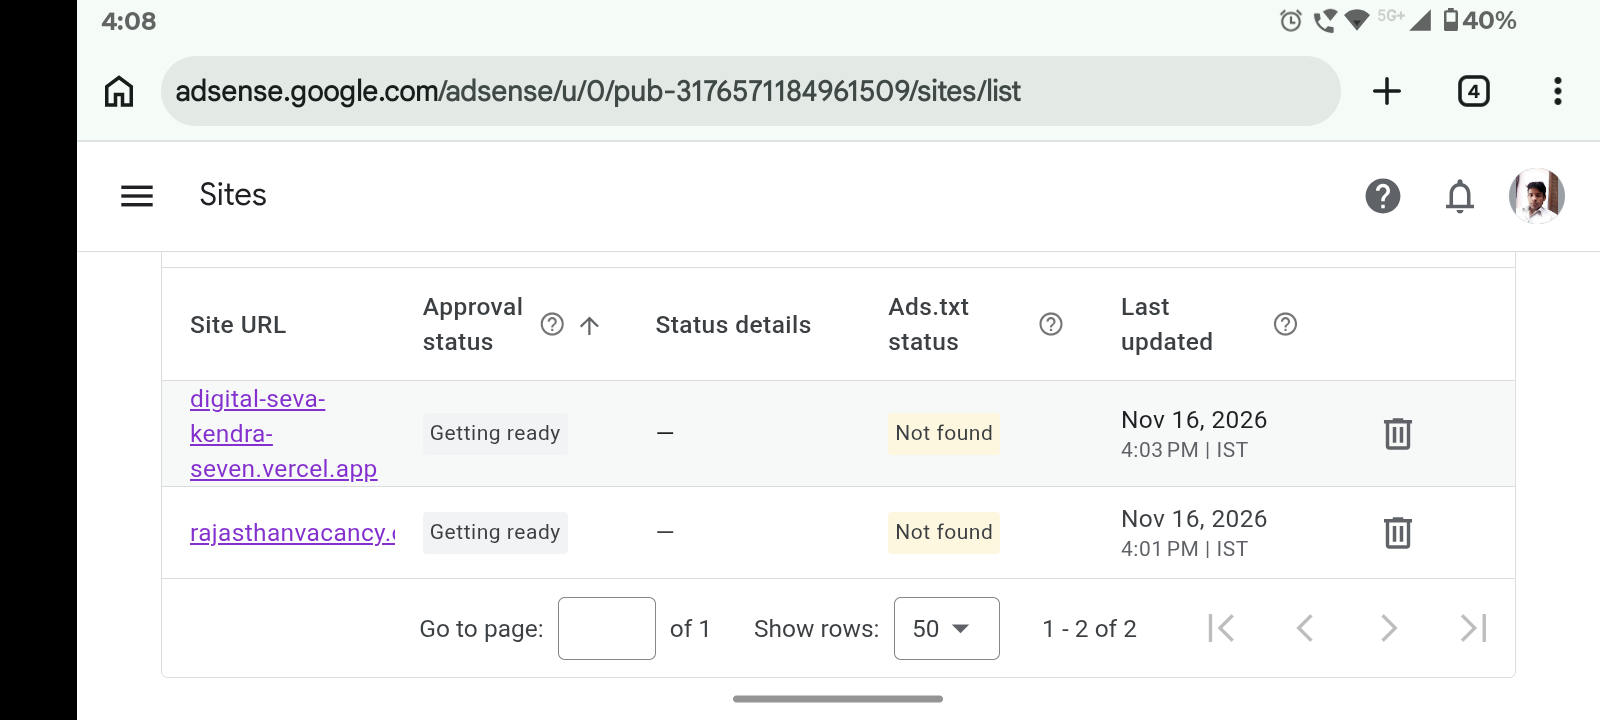 4:08
5G+
40%
adsense.google.com/adsense/u/0/pub-3176571184961509/sites/list
4
Sites
Site URL
Approval status
Status details
Ads.txt status
Last updated
digital-seva-
kendra-
seven.vercel.app
Getting ready
—
Not found
Nov 16, 2026
4:03 PM | IST
rajasthanvacancy.
Getting ready
—
Not found
Nov 16, 2026
4:01 PM | IST
Go to page:
of 1
Show rows:
50
1 - 2 of 2